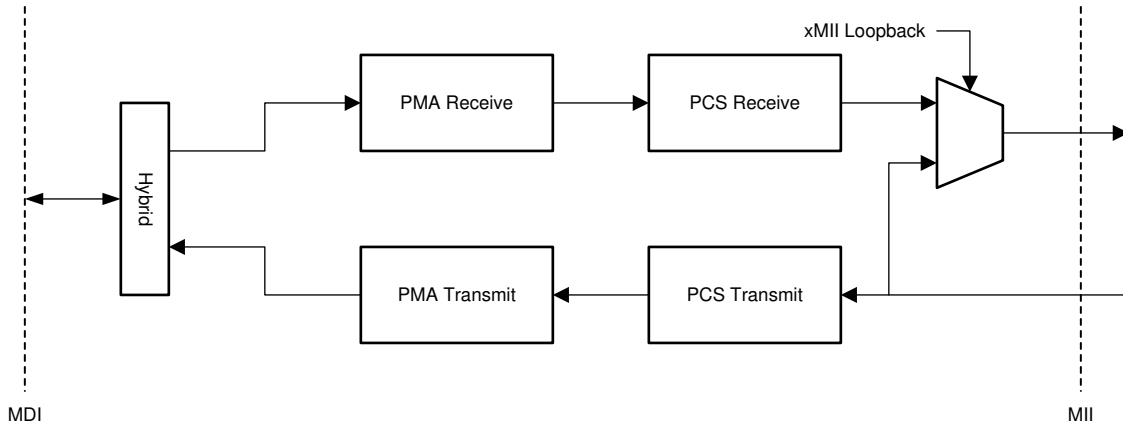 xMII Loopback
PMA Receive
PCS Receive
Hybrid
PMA Transmit
PCS Transmit
MDI
MII